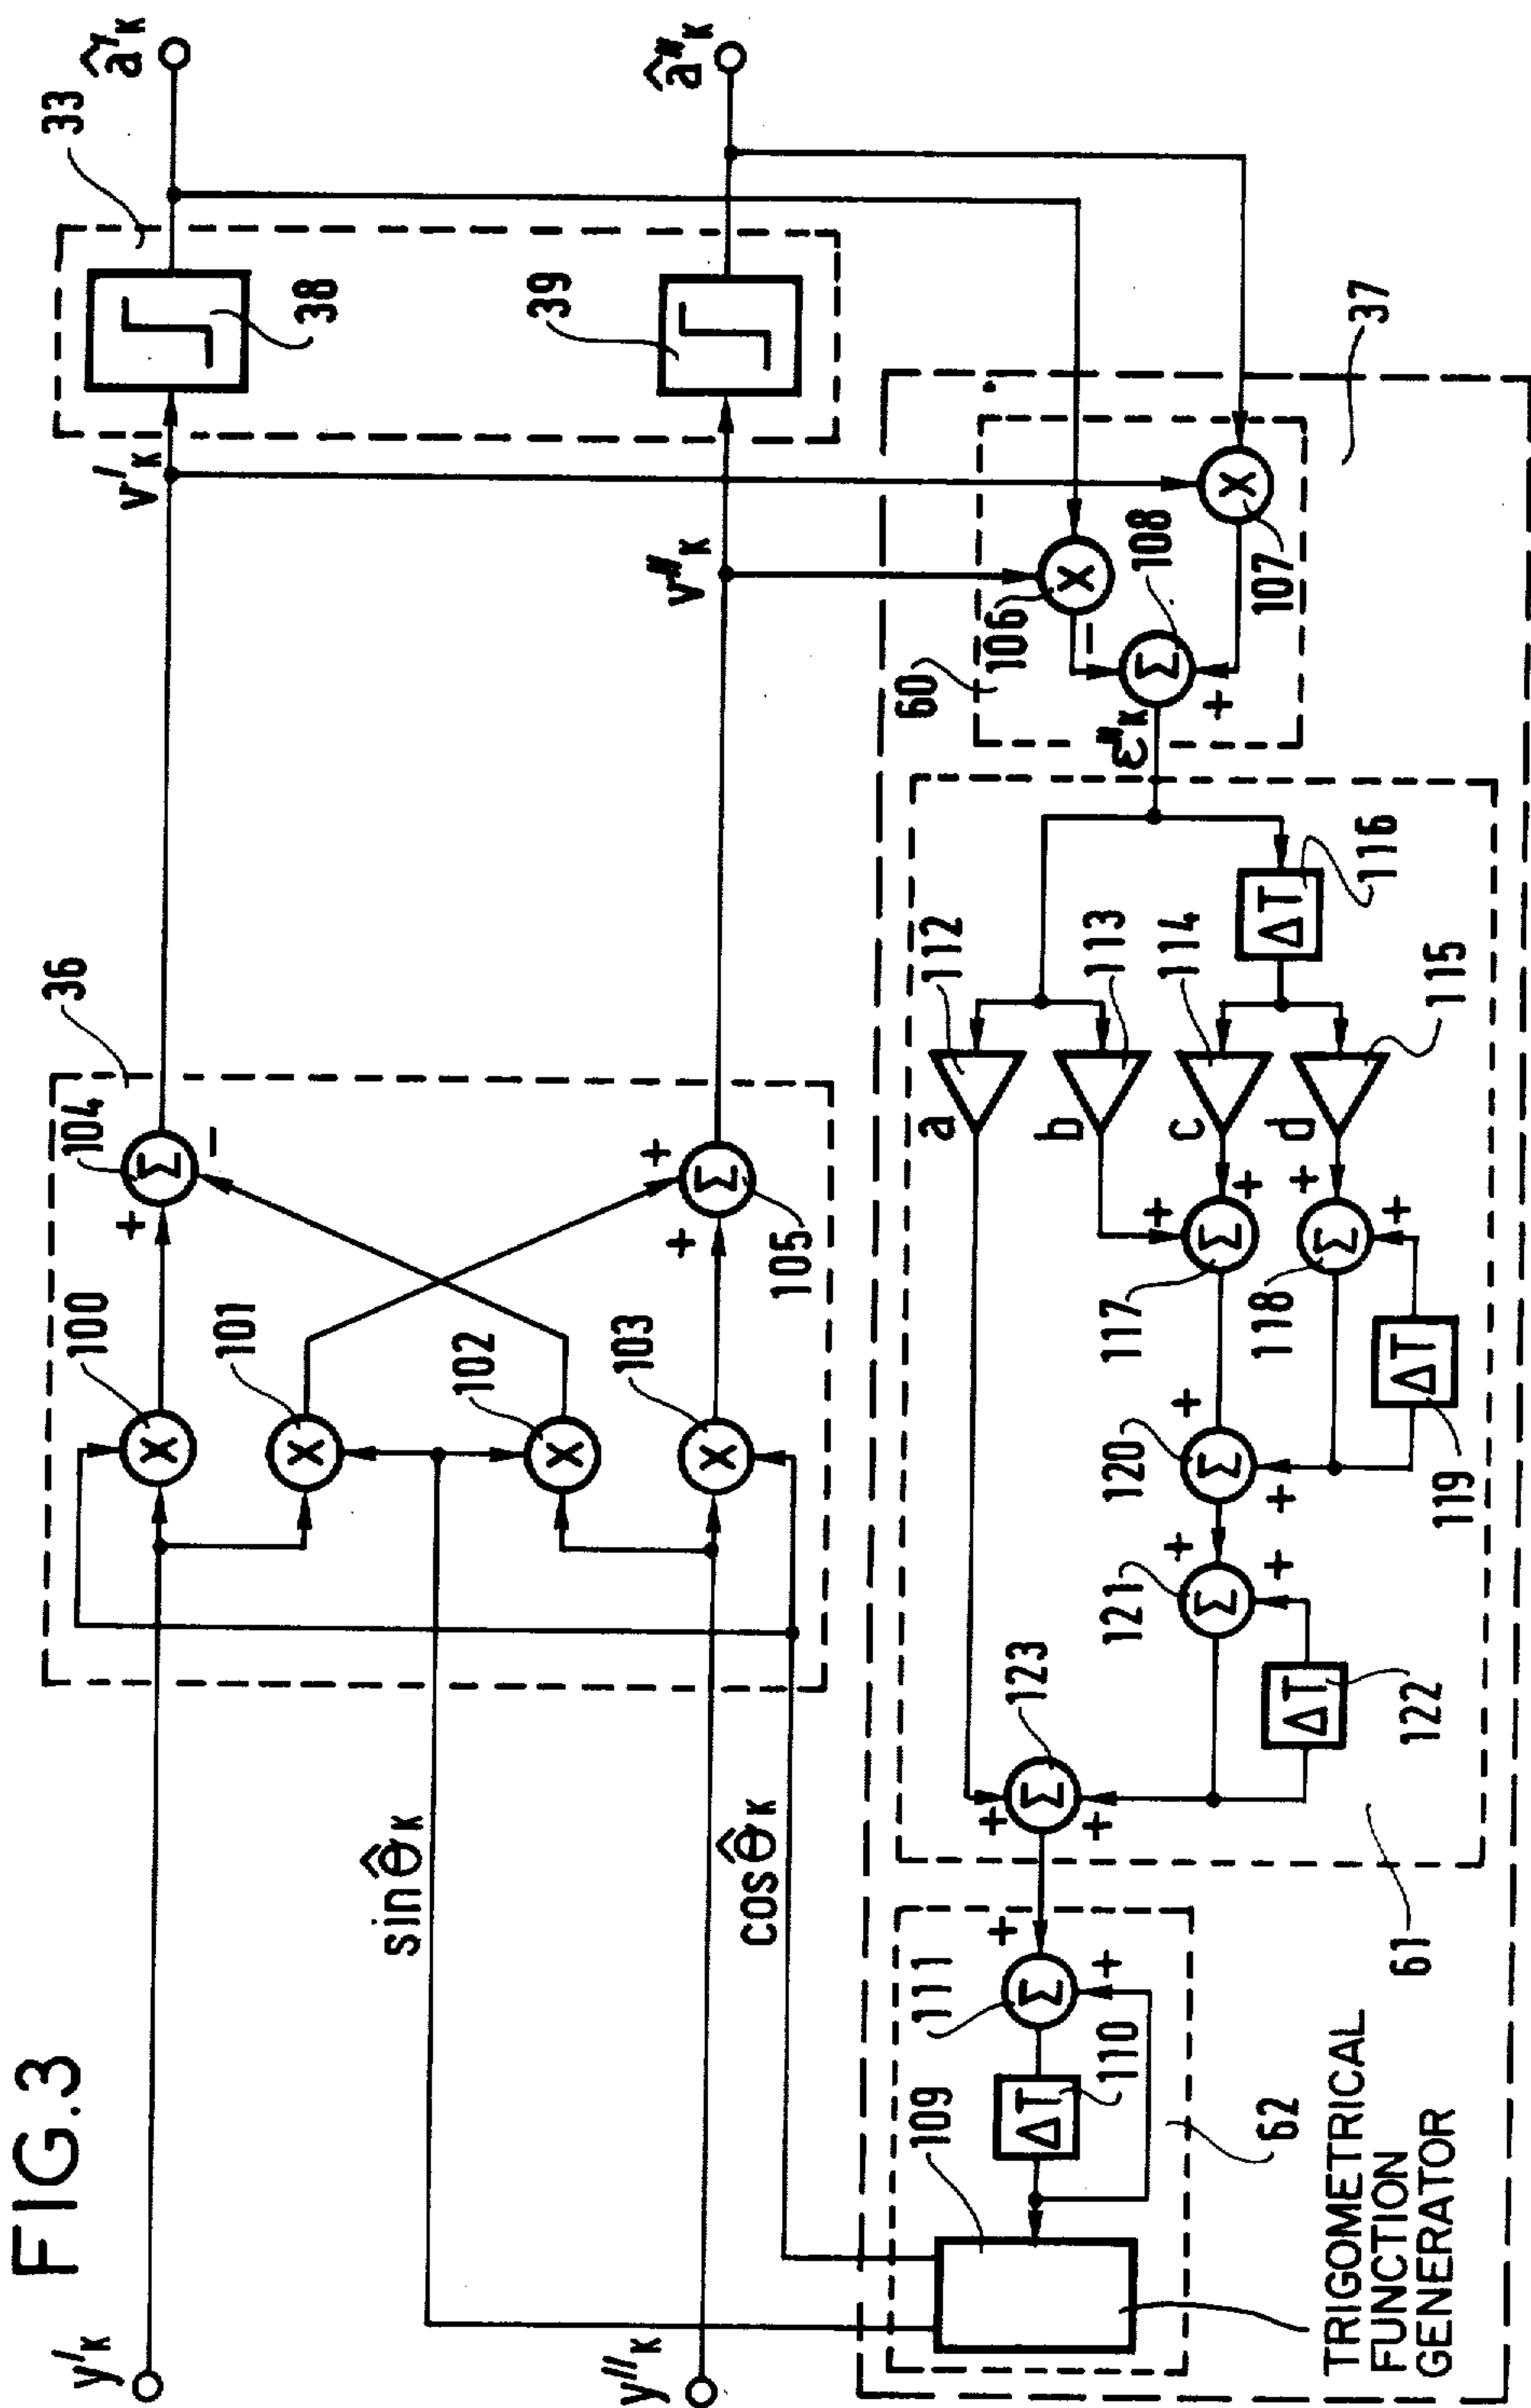 FIG.3
y'K
y''K
sinθ̂K
cosθ̂K
36
100
101
102
103
104
105
+
−
+
+
v'K
v''K
33
38
39
â'K
â''K
37
60
106
107
108
−
+
ε''K
61
112
113
114
115
116
ΔT
a
b
c
d
117
118
119
ΔT
120
121
122
ΔT
123
+
+
+
+
+
+
+
+
+
+
62
109
110
ΔT
111
+
+
X
X
X
X
Σ
Σ
X
X
Σ
Σ
Σ
Σ
Σ
Σ
Σ
TRIGOMETRICAL
FUNCTION
GENERATOR